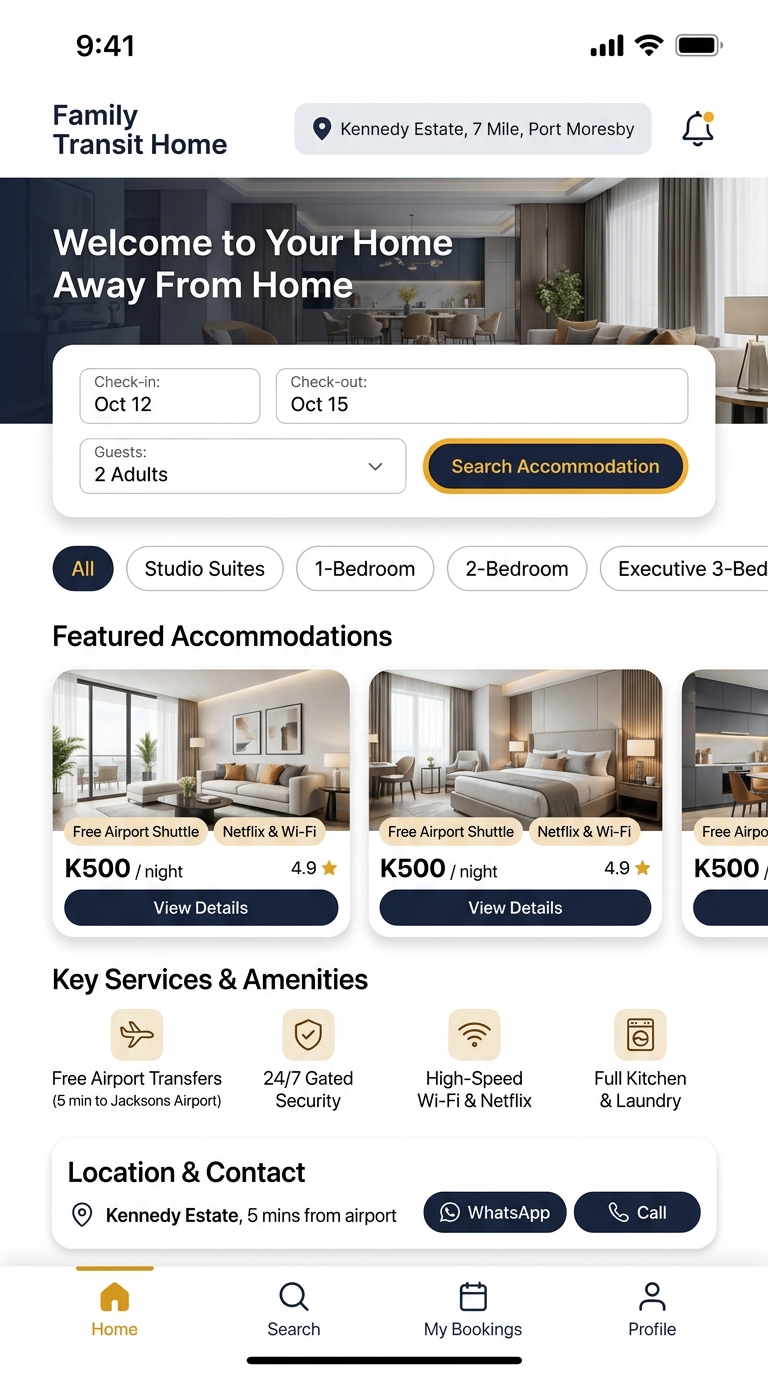 9:41
Family
Transit Home
Kennedy Estate, 7 Mile, Port Moresby
Welcome to Your Home
Away From Home
Check-in:
Oct 12
Check-out:
Oct 15
Guests:
2 Adults
Search Accommodation
All
Studio Suites
1-Bedroom
2-Bedroom
Executive 3-Bed
Featured Accommodations
Free Airport Shuttle
Netflix & Wi-Fi
K500 / night
4.9
View Details
Free Airport Shuttle
Netflix & Wi-Fi
K500 / night
4.9
View Details
Free Airpo
K500 /
Key Services & Amenities
Free Airport Transfers
(5 min to Jacksons Airport)
24/7 Gated
Security
High-Speed
Wi-Fi & Netflix
Full Kitchen
& Laundry
Location & Contact
Kennedy Estate, 5 mins from airport
WhatsApp
Call
Home
Search
My Bookings
Profile